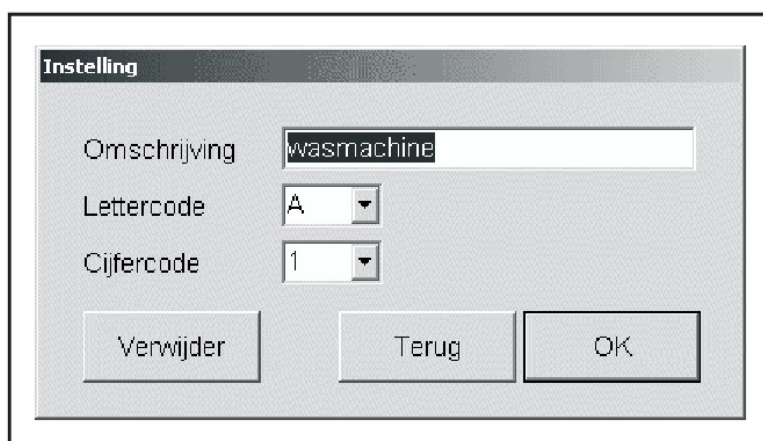 Instelling
Omschrijving wasmachine
Lettercode A
Cijfercode 1
Verwijder Terug OK